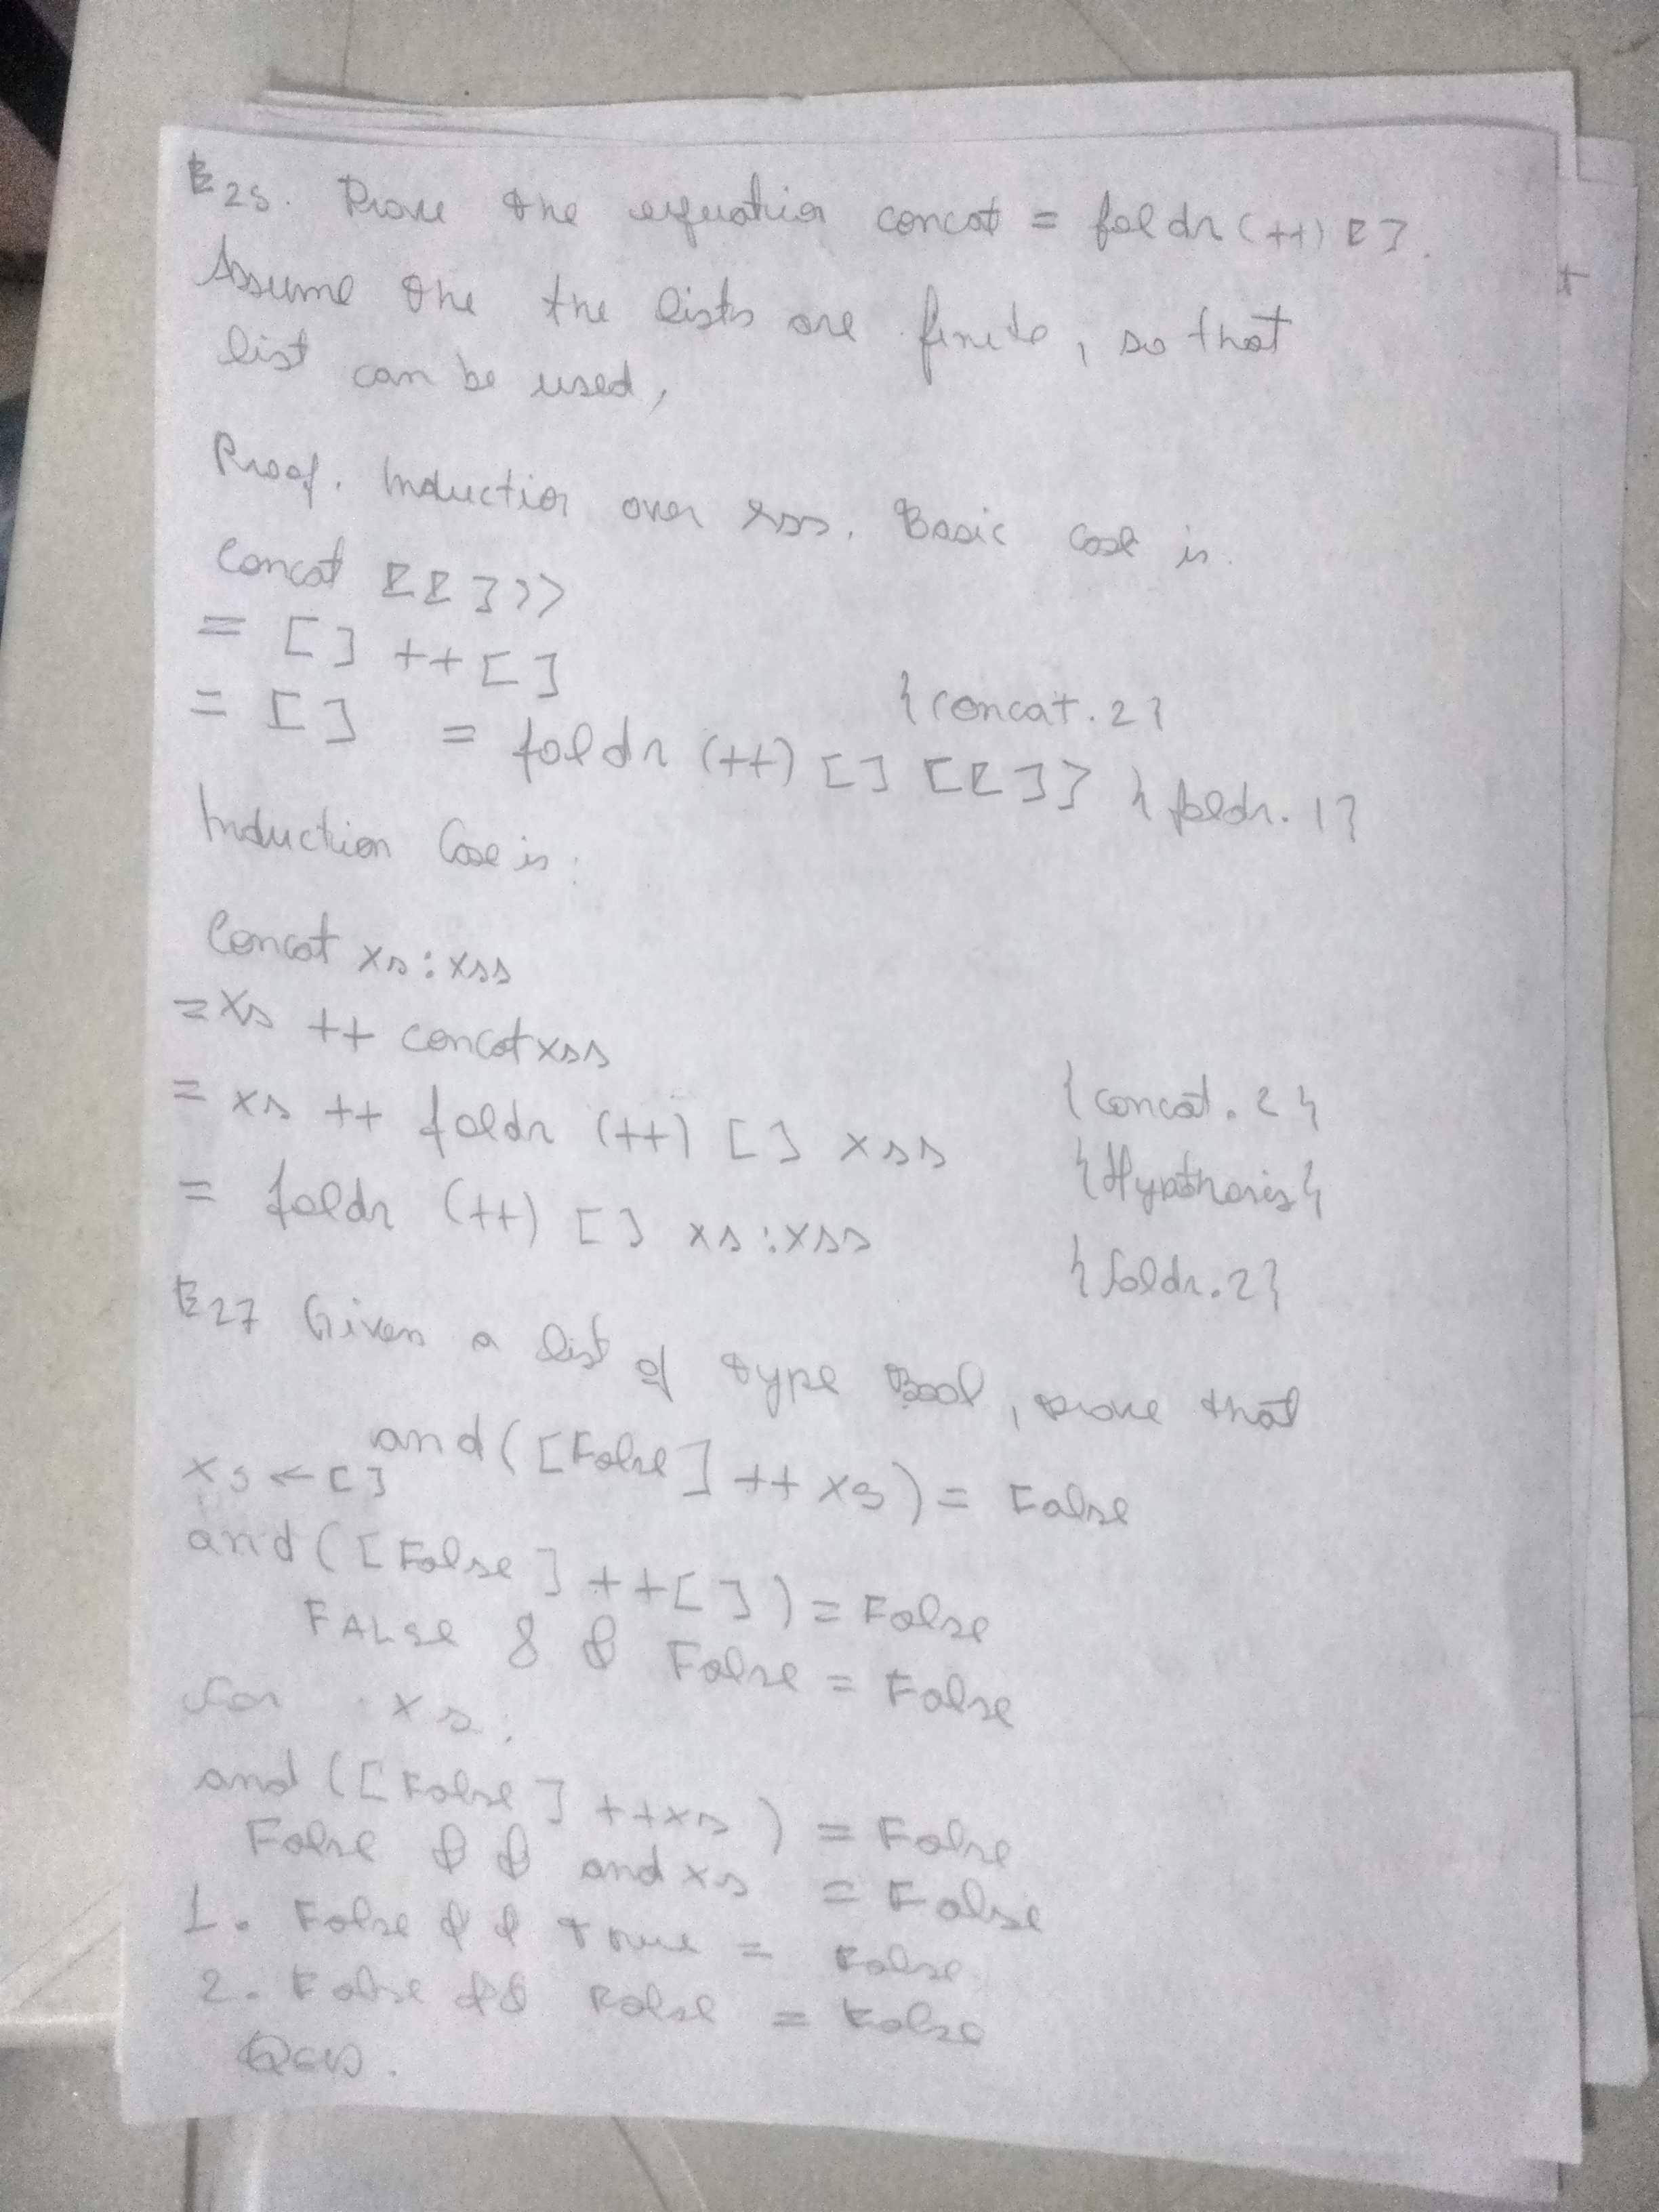 E25. Prove the equation concat = foldr (++) [].
Assume the the lists are finite, so that
list can be used,
Proof. Induction over xss. Basic case is
Concat [[]]
= [] ++ []
= [] = foldr (++) [] [[]] {concat.2} {foldr.1}
Induction Case is:
Concat xs:xss
= xs ++ concat xss
= xs ++ foldr (++) [] xss {concat.2}
= foldr (++) [] xs:xss {Hypothesis}
{foldr.2}
E27 Given a list of type Bool, prove that
and([False] ++ xs) = False
xs ← []
and([False] ++ []) = False
FALse && False = False
for xs:
and ([False] ++ xs) = False
False && and xs = False
1. False && true = False
2. False && False = False